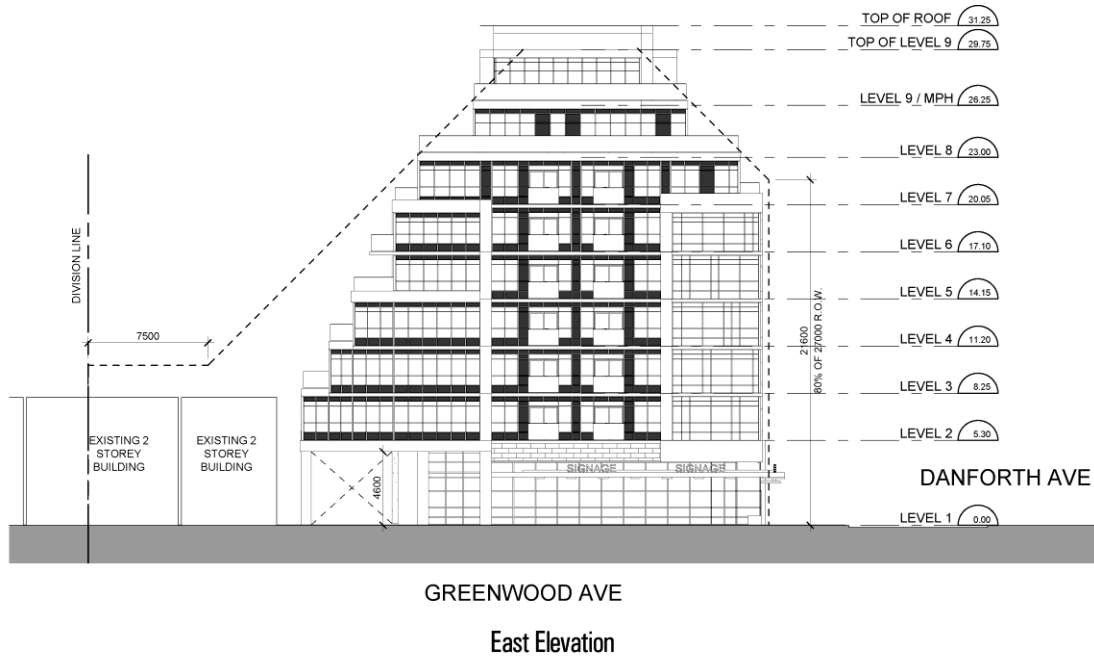 TOP OF ROOF 31.25
TOP OF LEVEL 9 29.75
LEVEL 9 / MPH 26.25
LEVEL 8 23.00
LEVEL 7 20.05
LEVEL 6 17.10
LEVEL 5 14.15
LEVEL 4 11.20
LEVEL 3 8.25
LEVEL 2 5.30
LEVEL 1 0.00
DIVISION LINE
7500
21600
80% OF 27000 R.O.W.
EXISTING 2
STOREY
BUILDING
EXISTING 2
STOREY
BUILDING
4600
SIGNAGE
SIGNAGE
DANFORTH AVE
GREENWOOD AVE
East Elevation